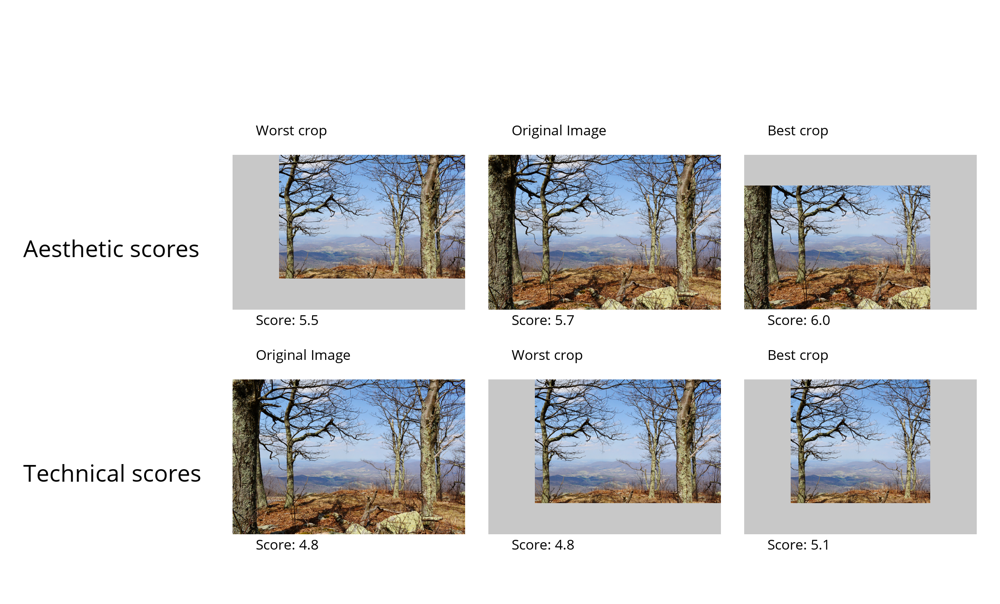 Worst crop
Original Image
Best crop
Aesthetic scores
Score: 5.5
Score: 5.7
Score: 6.0
Original Image
Worst crop
Best crop
Technical scores
Score: 4.8
Score: 4.8
Score: 5.1